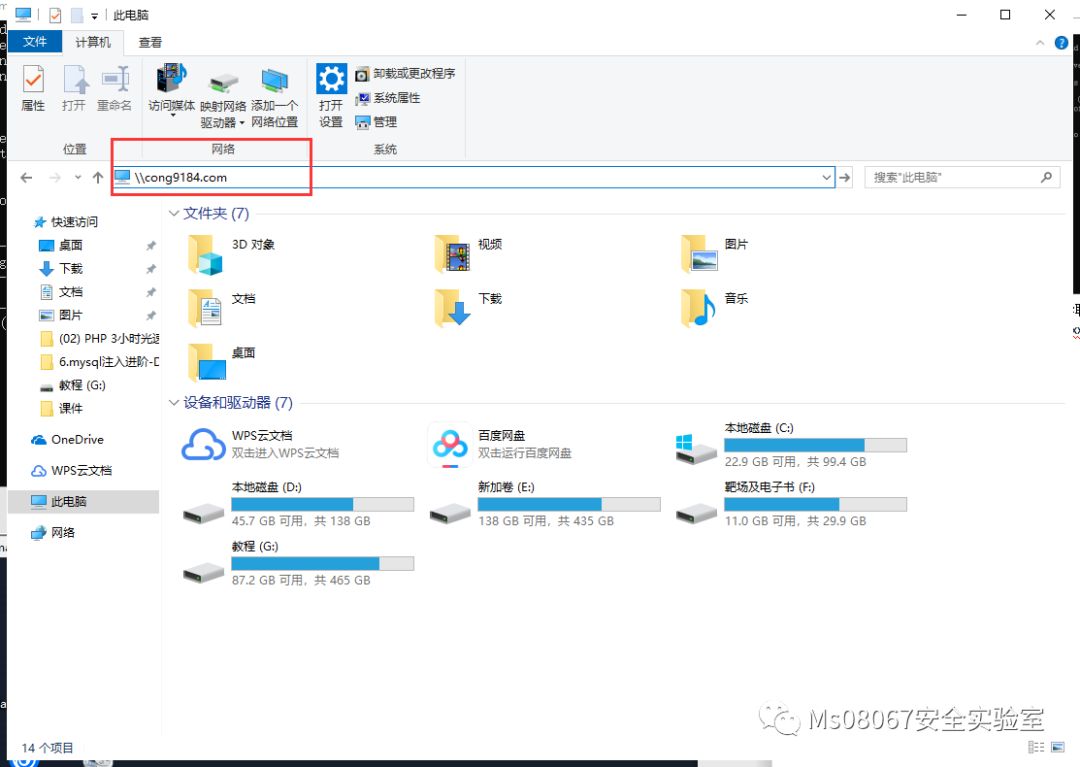 此电脑
文件 计算机 查看
属性 打开 重命名 访问媒体 映射网络驱动器 添加一个网络位置 打开设置 卸载或更改程序
系统属性
管理
位置 网络 系统
\\cong9184.com 搜索"此电脑"
快速访问
桌面
下载
文档
图片
(02) PHP 3小时光速
6.mysql注入进阶-D
教程 (G:)
课件
OneDrive
WPS云文档
此电脑
网络
文件夹 (7)
3D 对象 视频 图片
文档 下载 音乐
桌面
设备和驱动器 (7)
WPS云文档
双击进入WPS云文档
百度网盘
双击运行百度网盘
本地磁盘 (C:)
22.9 GB 可用，共 99.4 GB
本地磁盘 (D:)
45.7 GB 可用，共 138 GB
新加卷 (E:)
138 GB 可用，共 435 GB
靶场及电子书 (F:)
11.0 GB 可用，共 29.9 GB
教程 (G:)
87.2 GB 可用，共 465 GB
Ms08067安全实验室
14 个项目